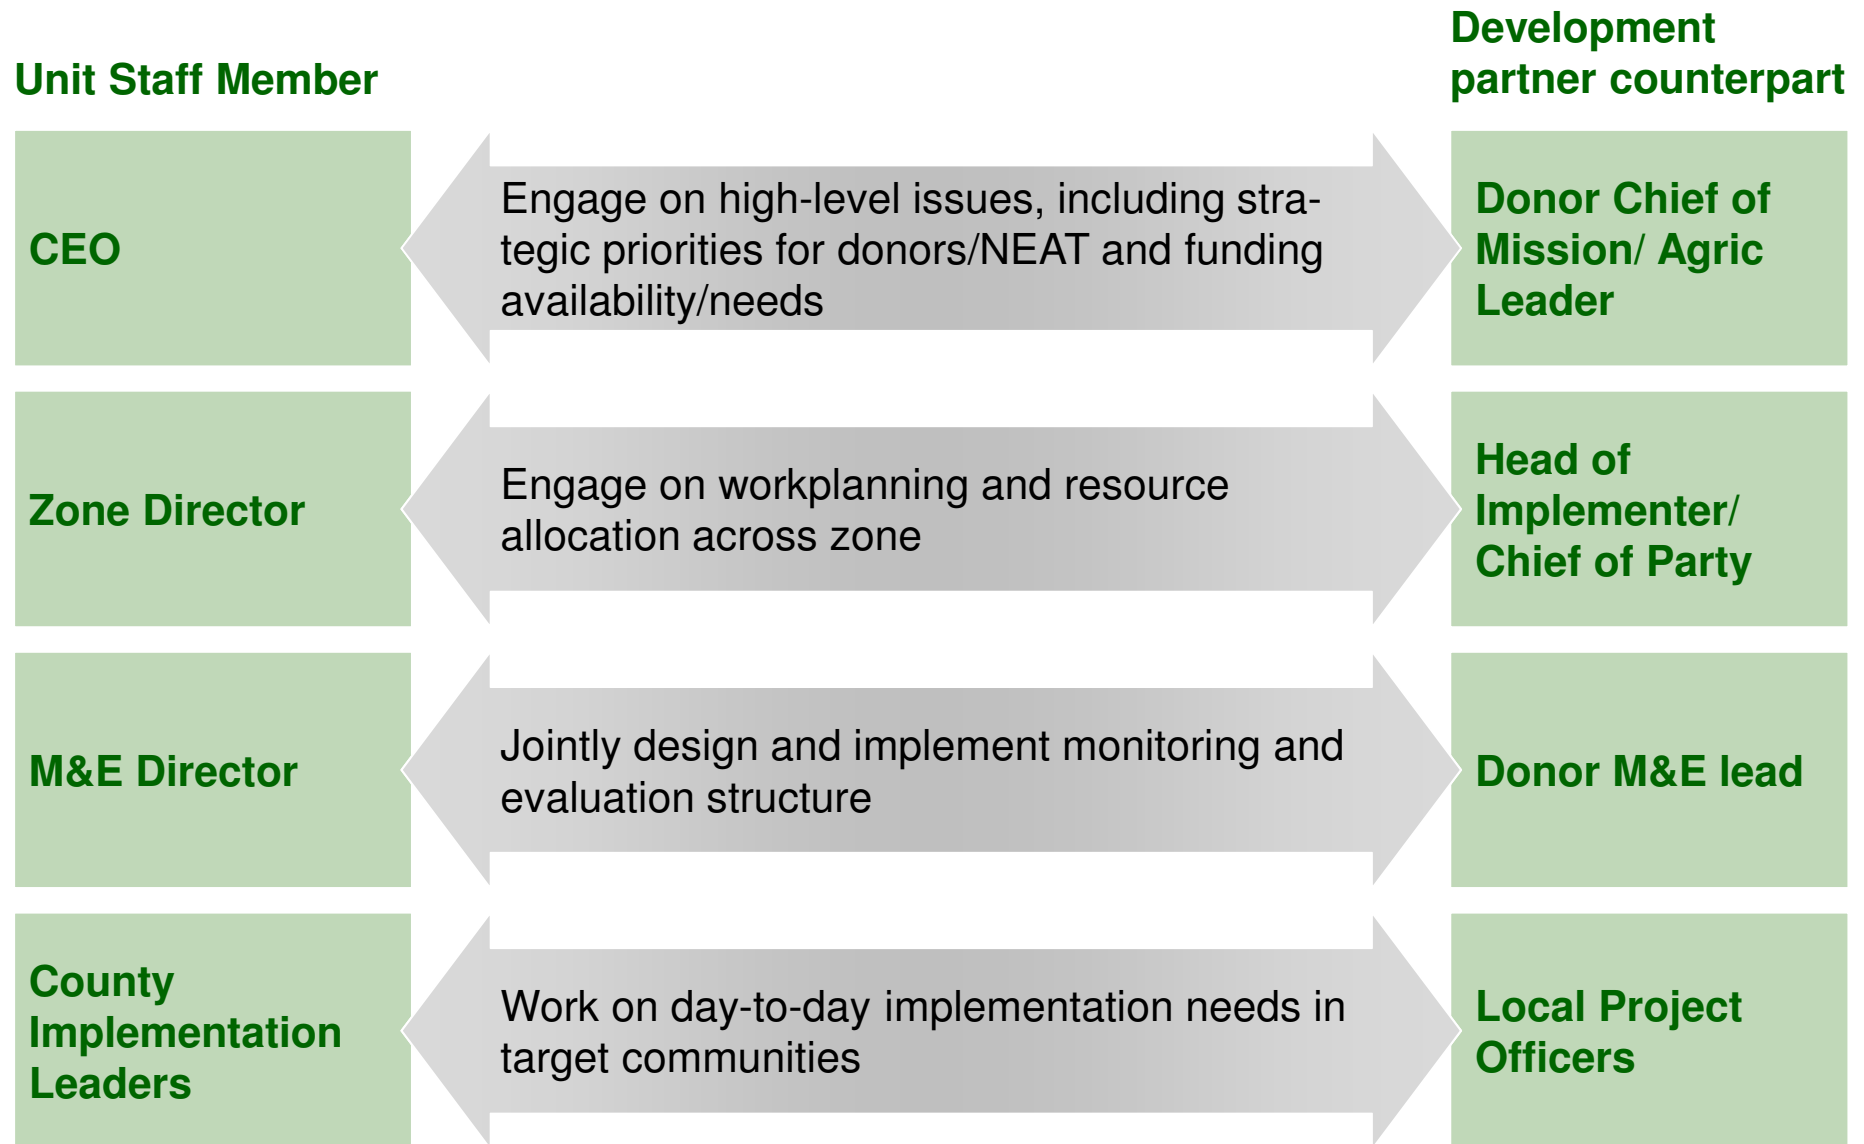 Unit Staff Member
Development
partner counterpart
CEO
Engage on high-level issues, including stra-
tegic priorities for donors/NEAT and funding
availability/needs
Donor Chief of
Mission/ Agric
Leader
Zone Director
Engage on workplanning and resource
allocation across zone
Head of
Implementer/
Chief of Party
M&E Director
Jointly design and implement monitoring and
evaluation structure
Donor M&E lead
County
Implementation
Leaders
Work on day-to-day implementation needs in
target communities
Local Project
Officers